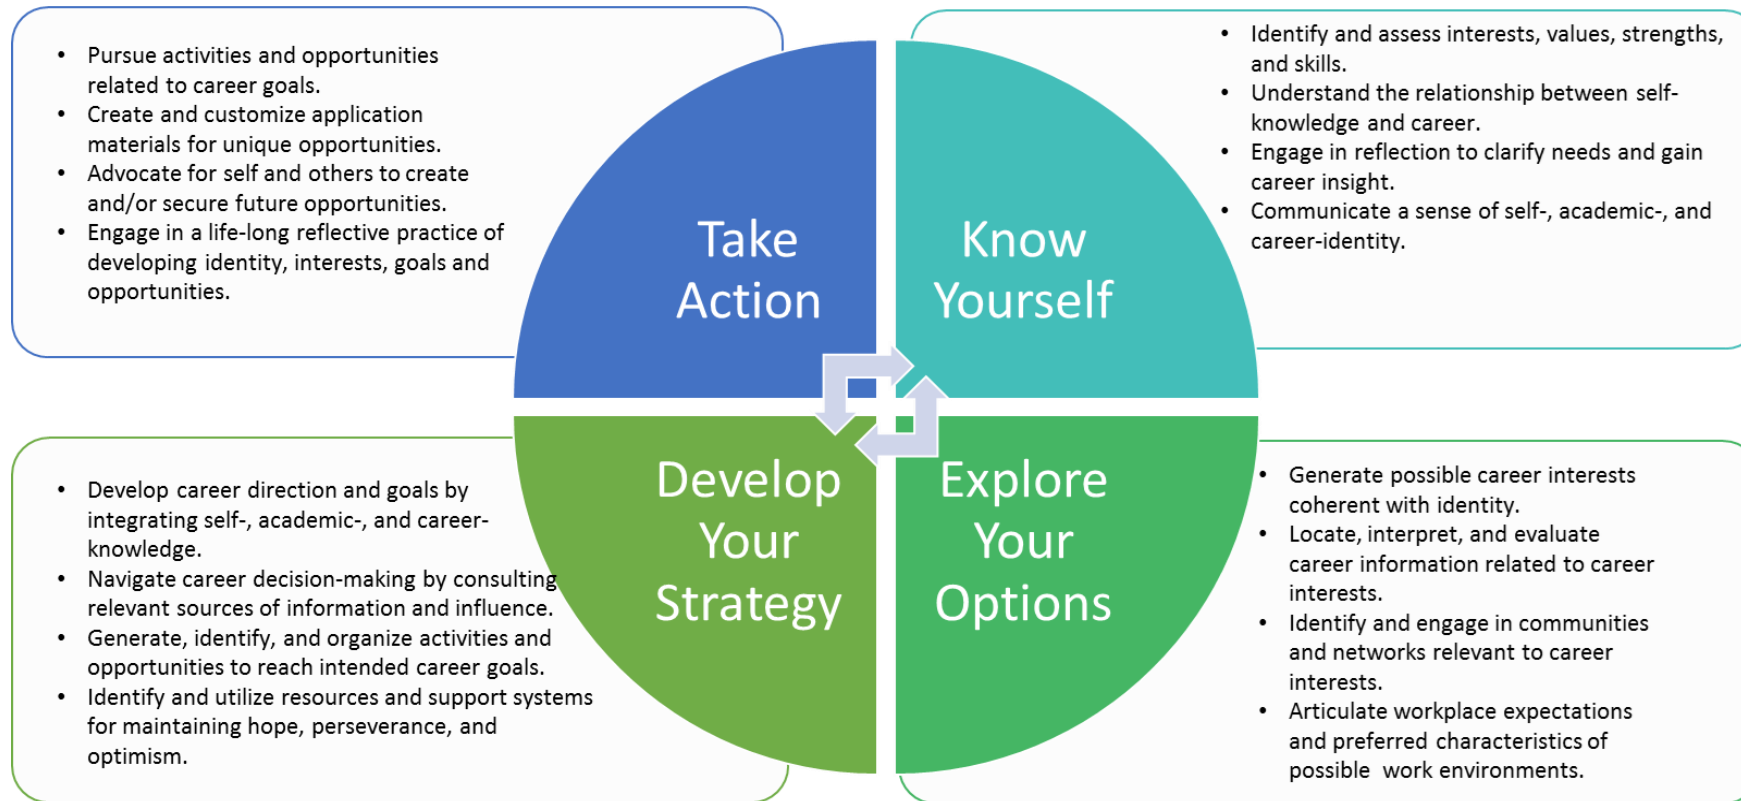 • Pursue activities and opportunities
related to career goals.
• Create and customize application
materials for unique opportunities.
• Advocate for self and others to create
and/or secure future opportunities.
• Engage in a life-long reflective practice of
developing identity, interests, goals and
opportunities.
Take
Action
Know
Yourself
• Identify and assess interests, values, strengths,
and skills.
• Understand the relationship between self-
knowledge and career.
• Engage in reflection to clarify needs and gain
career insight.
• Communicate a sense of self-, academic-, and
career-identity.
• Develop career direction and goals by
integrating self-, academic-, and career-
knowledge.
• Navigate career decision-making by consulting
relevant sources of information and influence.
• Generate, identify, and organize activities and
opportunities to reach intended career goals.
• Identify and utilize resources and support systems
for maintaining hope, perseverance, and
optimism.
Develop
Your
Strategy
Explore
Your
Options
• Generate possible career interests
coherent with identity.
• Locate, interpret, and evaluate
career information related to career
interests.
• Identify and engage in communities
and networks relevant to career
interests.
• Articulate workplace expectations
and preferred characteristics of
possible work environments.